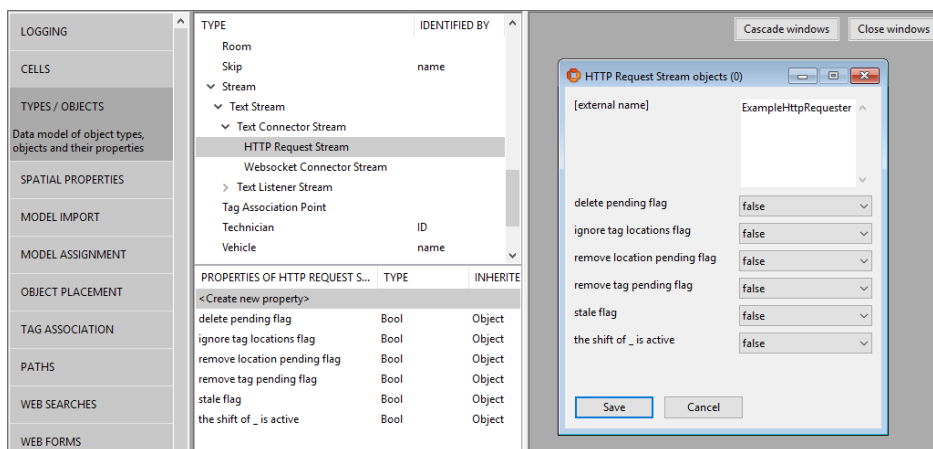 LOGGING
CELLS
TYPES / OBJECTS
Data model of object types,
objects and their properties
SPATIAL PROPERTIES
MODEL IMPORT
MODEL ASSIGNMENT
OBJECT PLACEMENT
TAG ASSOCIATION
PATHS
WEB SEARCHES
WEB FORMS
TYPE IDENTIFIED BY
Room
Skip name
Stream
Text Stream
Text Connector Stream
HTTP Request Stream
Websocket Connector Stream
Text Listener Stream
Tag Association Point
Technician ID
Vehicle name
PROPERTIES OF HTTP REQUEST S... TYPE INHERITE
<Create new property>
delete pending flag Bool Object
ignore tag locations flag Bool Object
remove location pending flag Bool Object
remove tag pending flag Bool Object
stale flag Bool Object
the shift of _ is active Bool Object
Cascade windows Close windows
HTTP Request Stream objects (0)
[external name] ExampleHttpRequester
delete pending flag false
ignore tag locations flag false
remove location pending flag false
remove tag pending flag false
stale flag false
the shift of _ is active false
Save Cancel